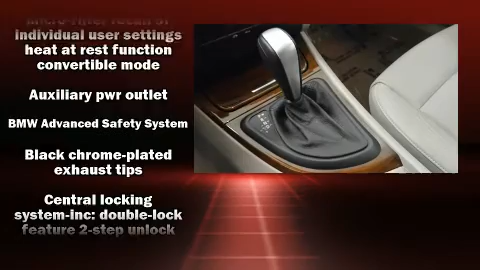 individual user settings
heat at rest function
convertible mode
Auxiliary pwr outlet
BMW Advanced Safety System
Black chrome-plated
exhaust tips
Central locking
system-inc: double-lock
feature 2-step unlock